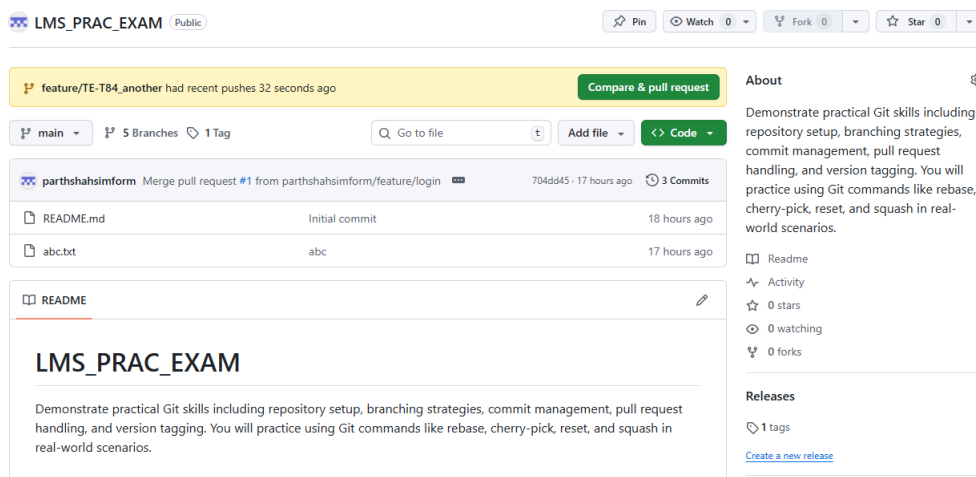 LMS_PRAC_EXAM Public Pin Watch 0 Fork 0 Star 0
feature/TE-T84_another had recent pushes 32 seconds ago Compare & pull request
main 5 Branches 1 Tag Go to file t Add file Code
parthshahsimform Merge pull request #1 from parthshahsimform/feature/login 704dd45 · 17 hours ago 3 Commits
README.md Initial commit 18 hours ago
abc.txt abc 17 hours ago
README
LMS_PRAC_EXAM
Demonstrate practical Git skills including repository setup, branching strategies, commit management, pull request
handling, and version tagging. You will practice using Git commands like rebase, cherry-pick, reset, and squash in
real-world scenarios.
About
Demonstrate practical Git skills including
repository setup, branching strategies,
commit management, pull request
handling, and version tagging. You will
practice using Git commands like rebase,
cherry-pick, reset, and squash in real-
world scenarios.
Readme
Activity
0 stars
0 watching
0 forks
Releases
1 tags
Create a new release